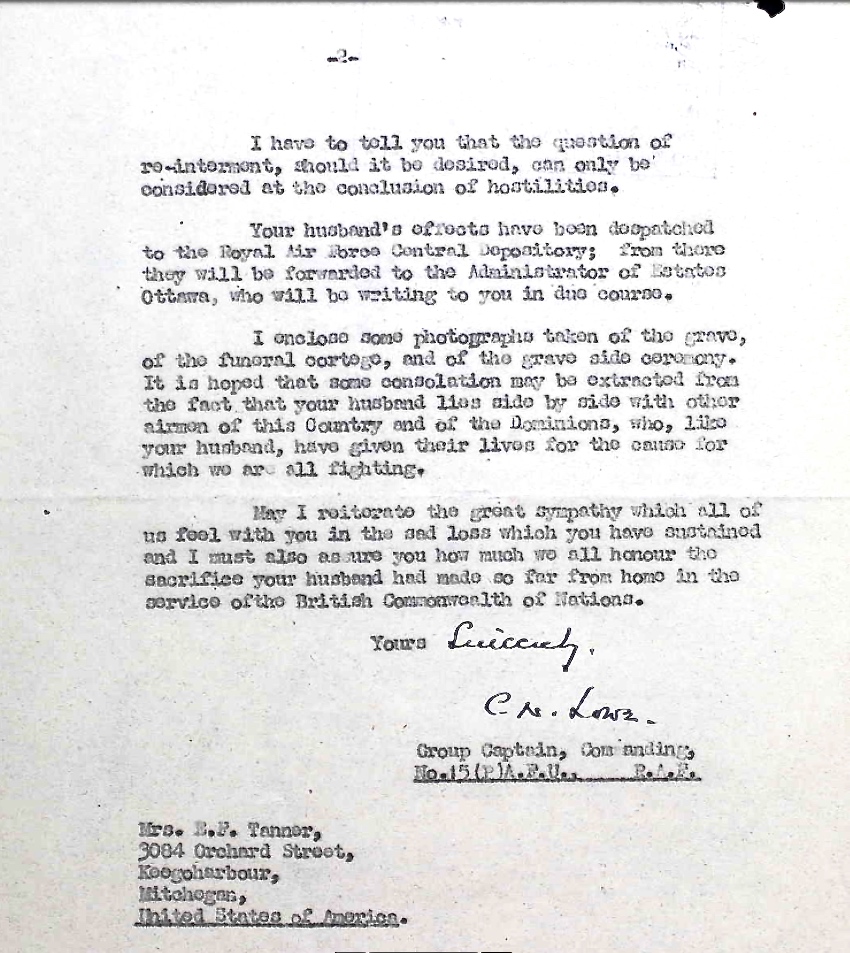 -2-
I have to tell you that the question of
re-interment, should it be desired, can only be
considered at the conclusion of hostilities.
Your husband's effects have been despatched
to the Royal Air Force Central Depository; from there
they will be forwarded to the Administrator of Estates
Ottawa, who will be writing to you in due course.
I enclose some photographs taken of the grave,
of the funeral cortege, and of the grave side ceremony.
It is hoped that some consolation may be extracted from
the fact that your husband lies side by side with other
airmen of this Country and of the Dominions, who, like
your husband, have given their lives for the cause for
which we are all fighting.
May I reiterate the great sympathy which all of
us feel with you in the sad loss which you have sustained
and I must also assure you how much we all honour the
sacrifice your husband had made so far from home in the
service ofthe British Commonwealth of Nations.
Yours Sincerely.
C.N. Lowe.
Group Captain, Commanding,
No.15(P)A.F.U., R.A.F.
Mrs. E.F. Tanner,
3084 Orchard Street,
Keegoharbour,
Mitchegan,
United States of America.